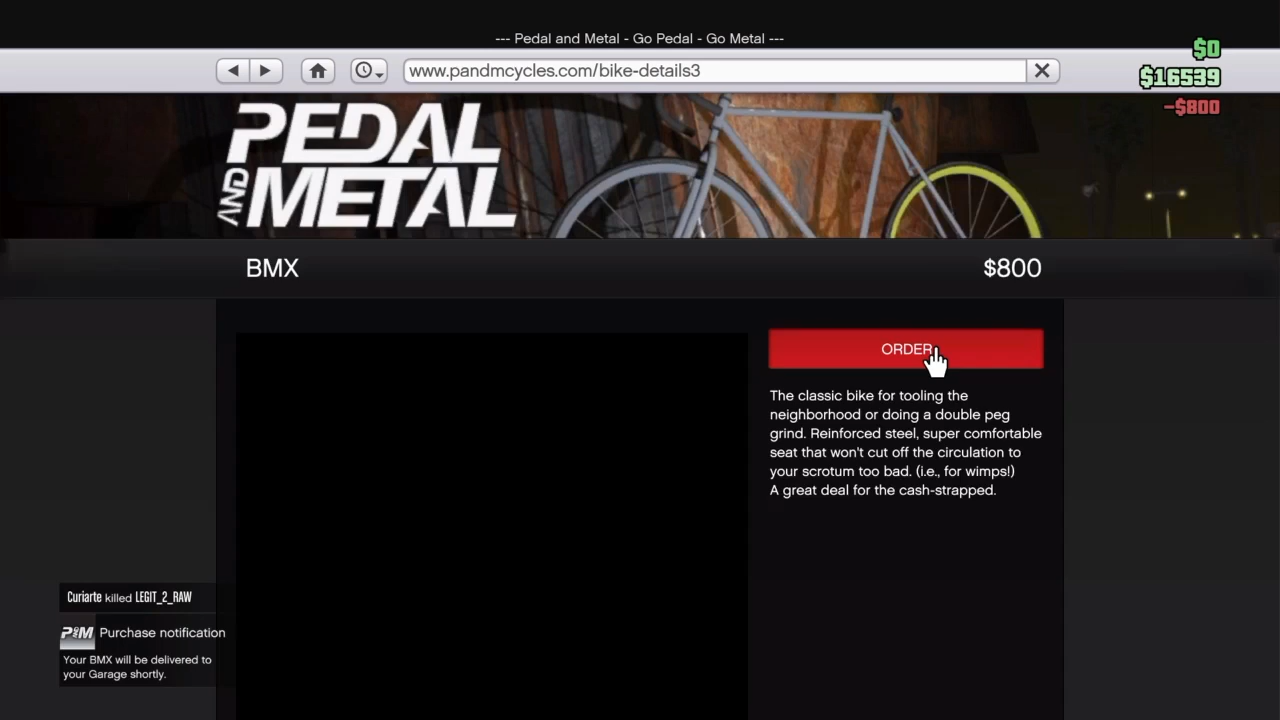 --- Pedal and Metal - Go Pedal - Go Metal ---
$0
www.pandmcycles.com/bike-details3
$16539
-$800
PEDAL
AND METAL
BMX
$800
ORDER
The classic bike for tooling the
neighborhood or doing a double peg
grind. Reinforced steel, super comfortable
seat that won't cut off the circulation to
your scrotum too bad. (i.e., for wimps!)
A great deal for the cash-strapped.
Curiarte killed LEGIT_2_RAW
P&M Purchase notification
Your BMX will be delivered to
your Garage shortly.